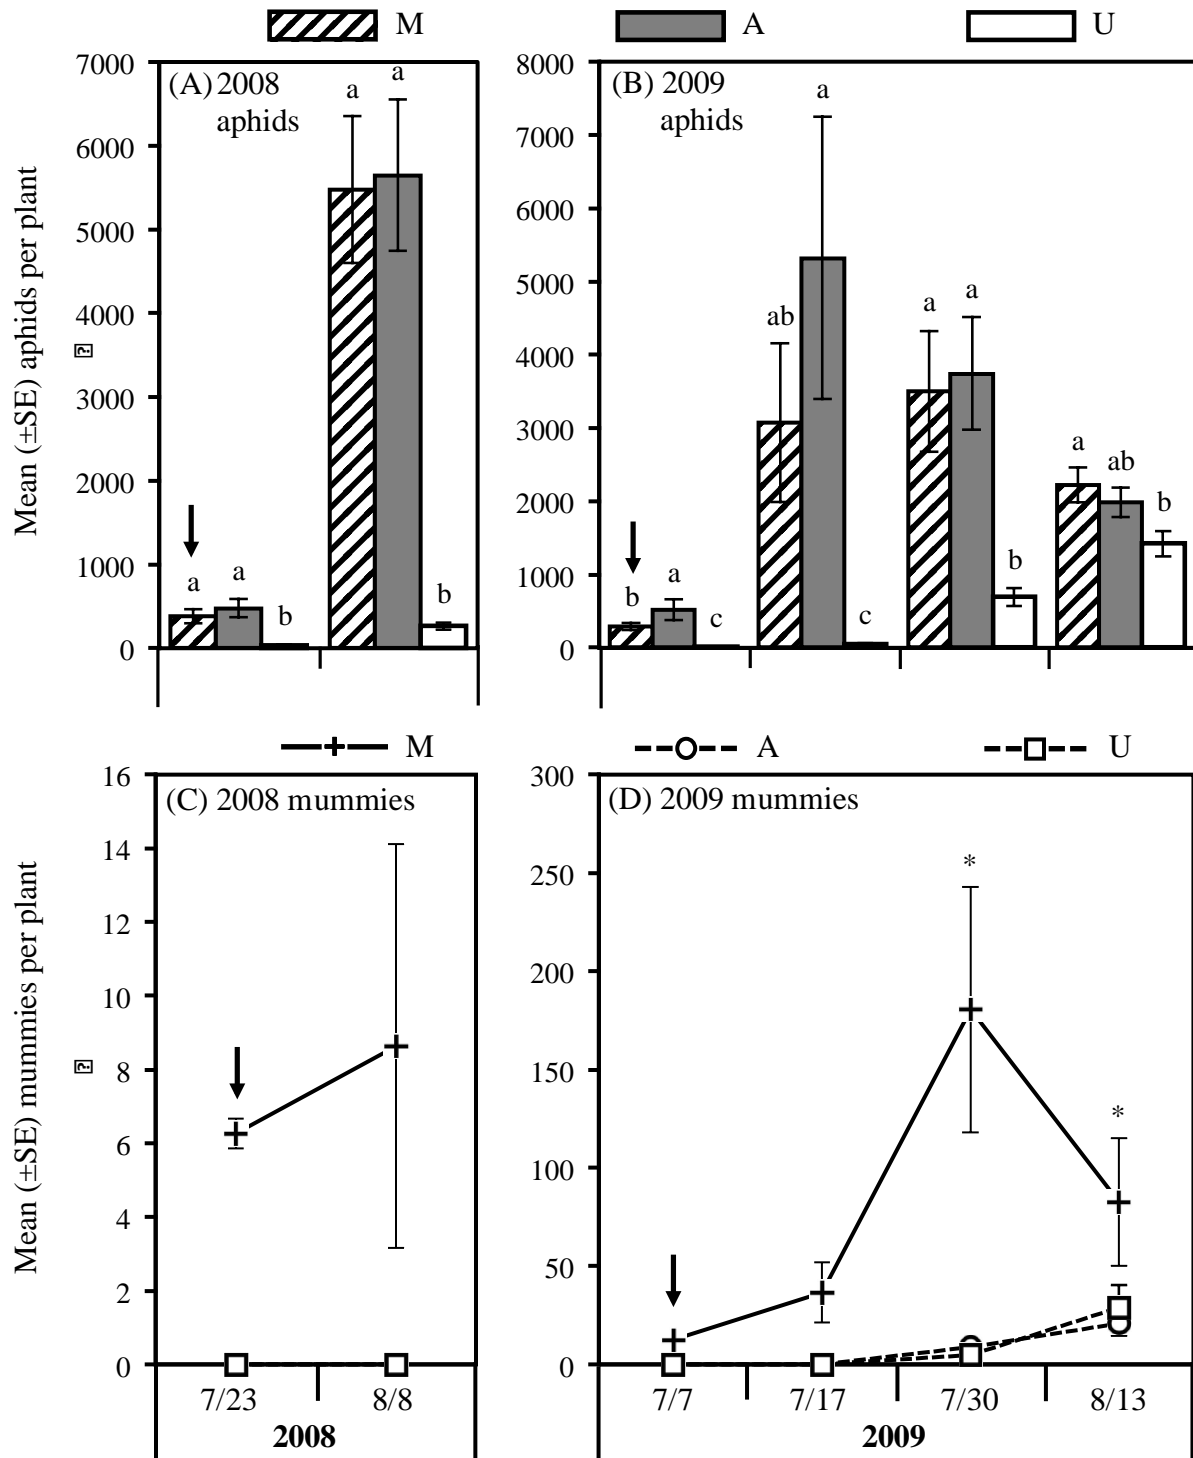 M A U
(A) 2008
aphids
(B) 2009
aphids
Mean (±SE) aphids per plant
7000
6000
5000
4000
3000
2000
1000
0
a a b
a a b
8000
7000
6000
5000
4000
3000
2000
1000
0
b a c
ab a c
a a b
a ab b
M A U
(C) 2008 mummies
(D) 2009 mummies
Mean (±SE) mummies per plant
16
14
12
10
8
6
4
2
0
300
250
200
150
100
50
0
*
*
7/23 8/8
2008
7/7 7/17 7/30 8/13
2009